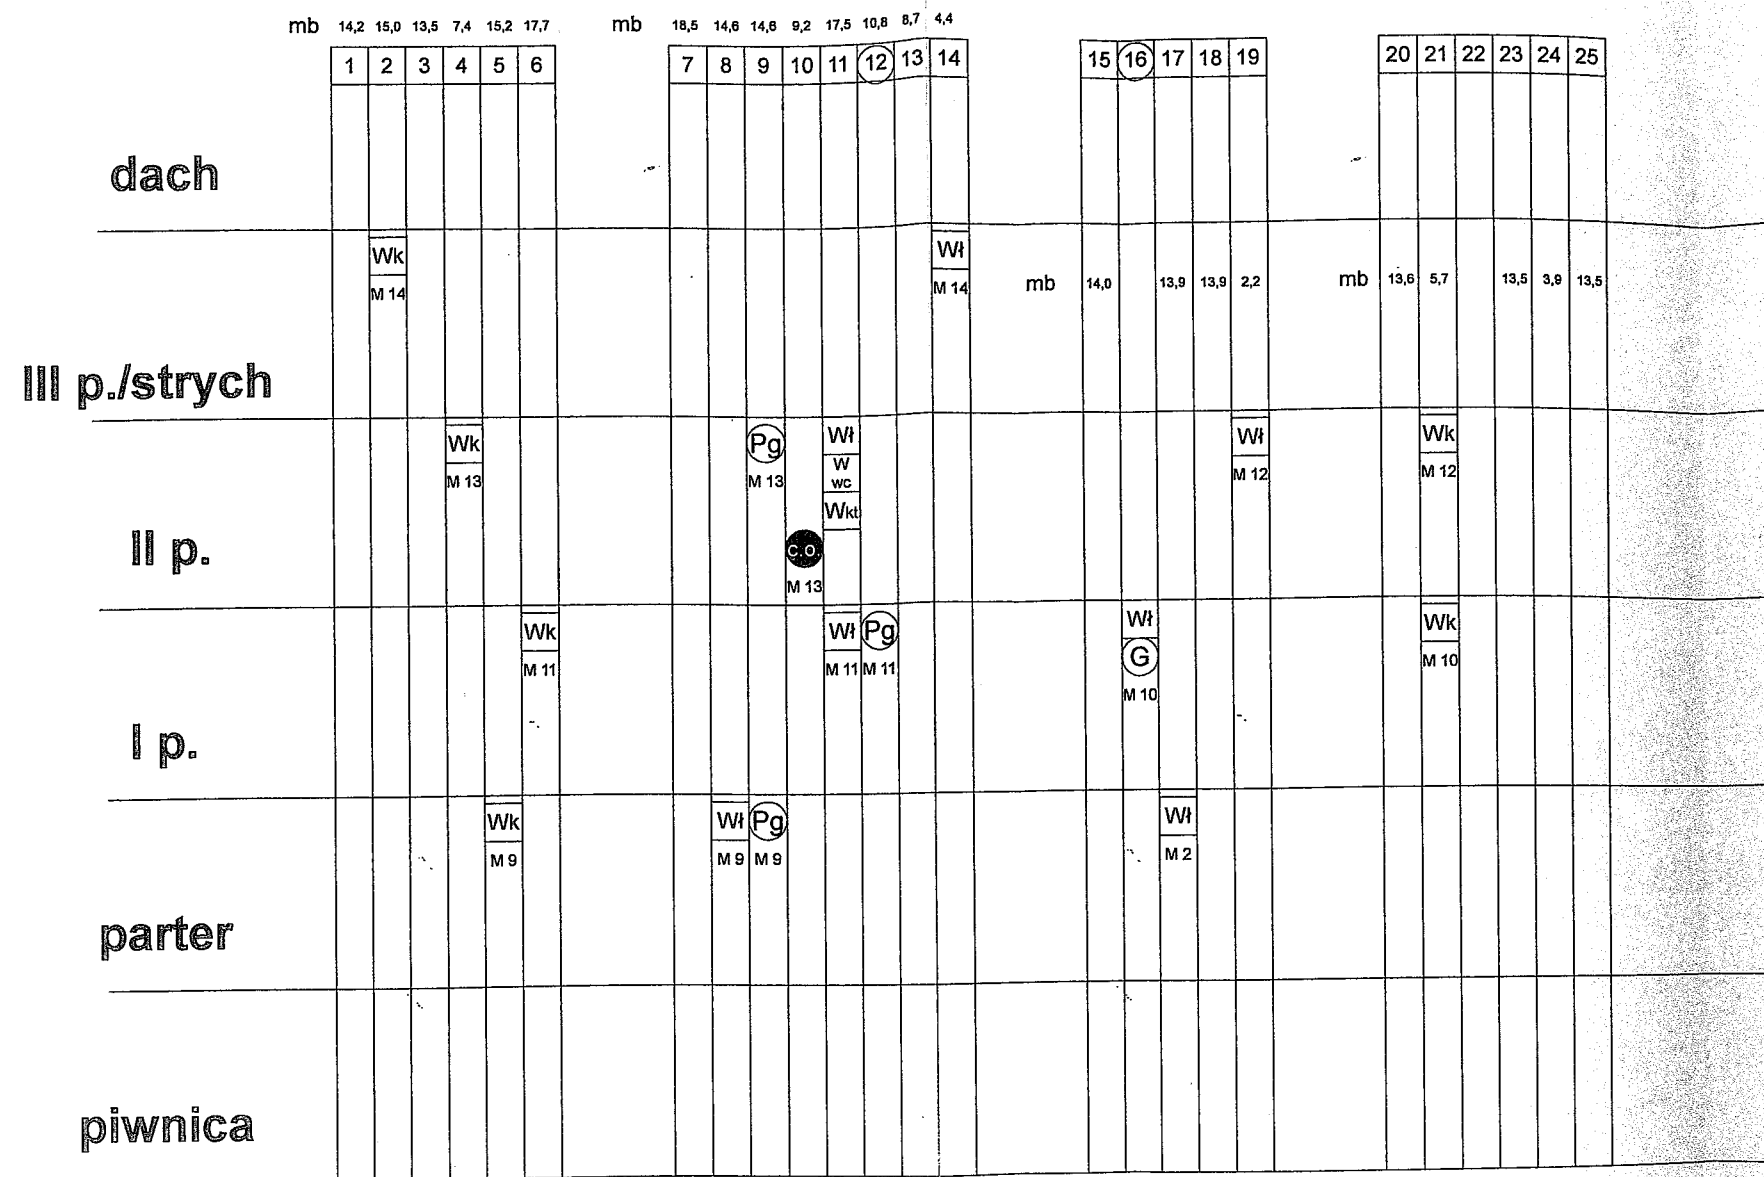 mb 14,2 15,0 13,5 7,4 15,2 17,7 mb 18,5 14,6 14,6 9,2 17,5 10,8 8,7 4,4
1 2 3 4 5 6 7 8 9 10 11 12 13 14 15 16 17 18 19 20 21 22 23 24 25
dach
Wk Wł
M 14 M 14
mb 14,0 13,9 13,9 2,2 mb 13,6 5,7 13,5 3,9 13,5
III p./strych
Wk Pg Wł Wł Wk
W
M 13 M 13 wc M 12 M 12
Wkt
II p. c.o
M 13
Wk Wł Pg Wł Wk
M 11 M 11 M 11 G M 10
M 10
I p.
Wk Wł Pg Wł
M 9 M 9 M 9 M 2
parter
piwnica